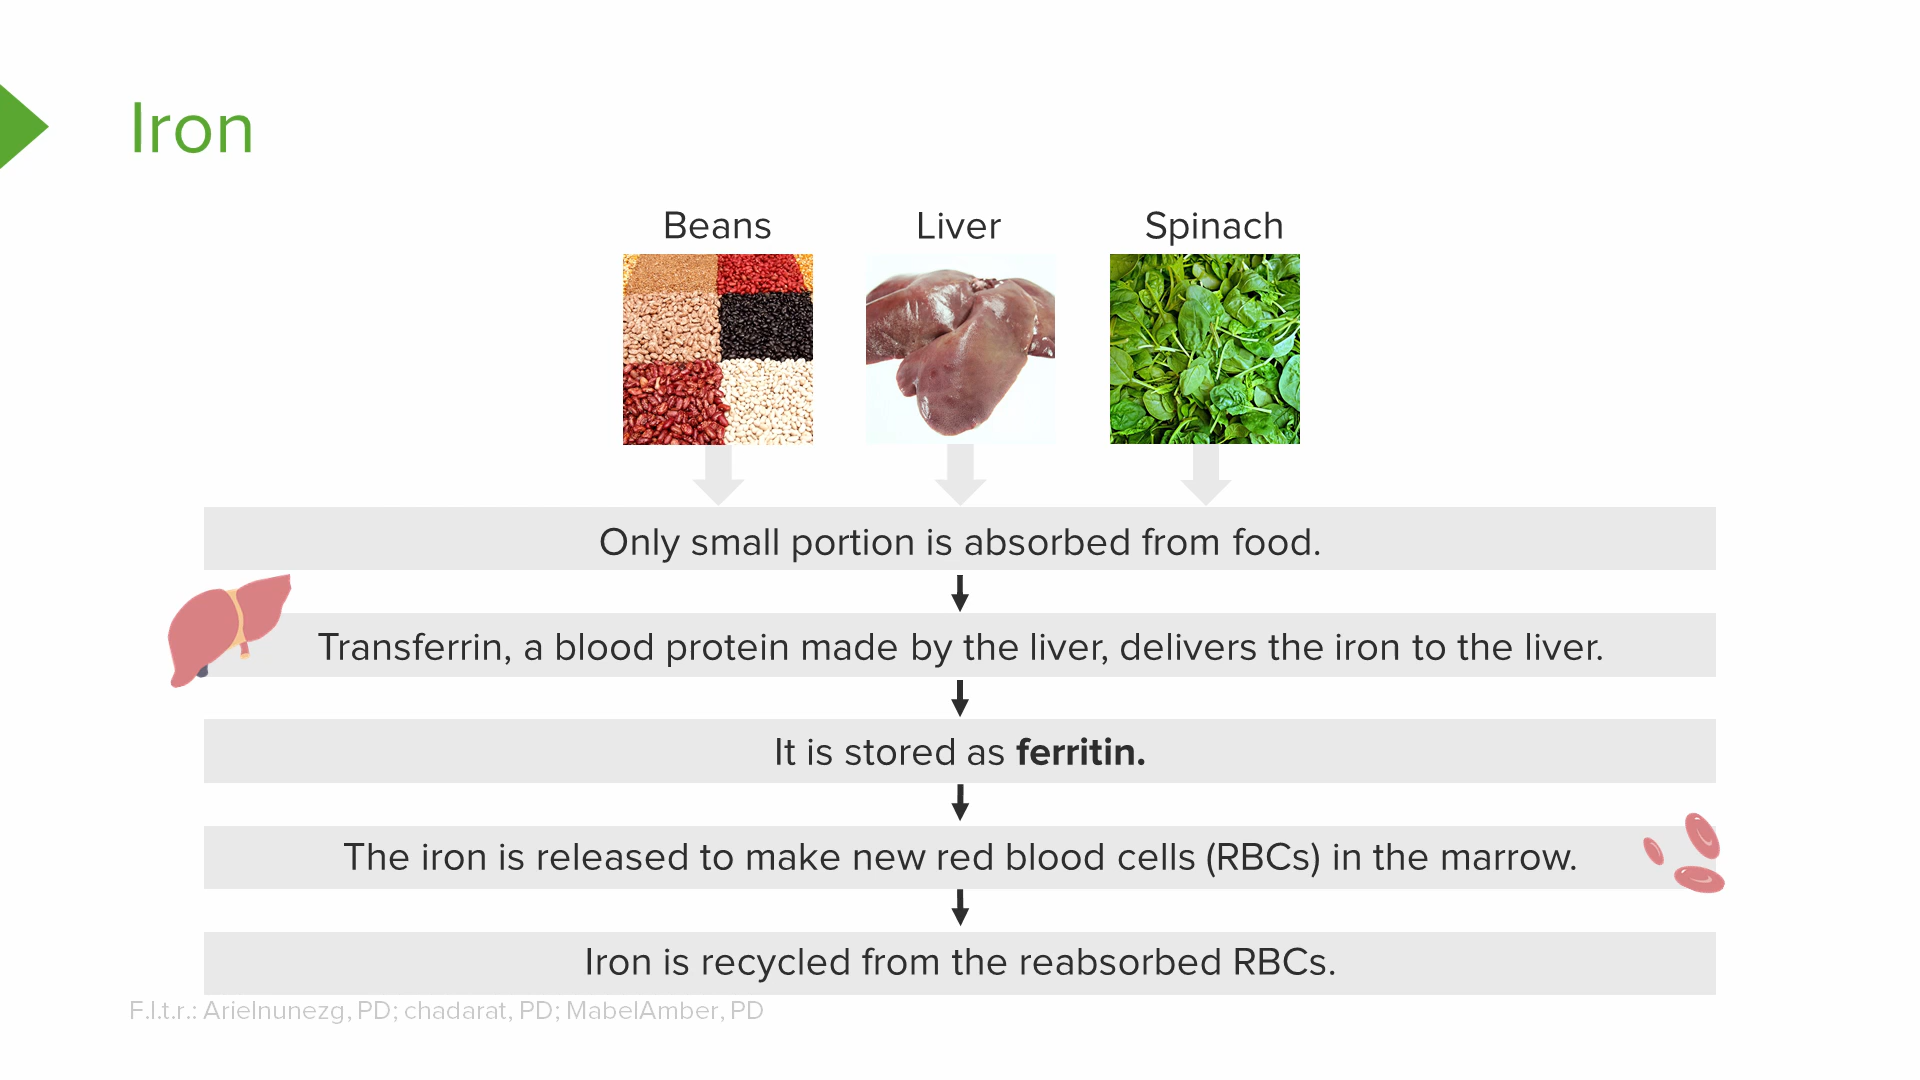 Iron
Beans
Liver
Spinach
Only small portion is absorbed from food.
Transferrin, a blood protein made by the liver, delivers the iron to the liver.
It is stored as ferritin.
The iron is released to make new red blood cells (RBCs) in the marrow.
Iron is recycled from the reabsorbed RBCs.
F.l.t.r.: Arielnunezg, PD; chadarat, PD; MabelAmber, PD